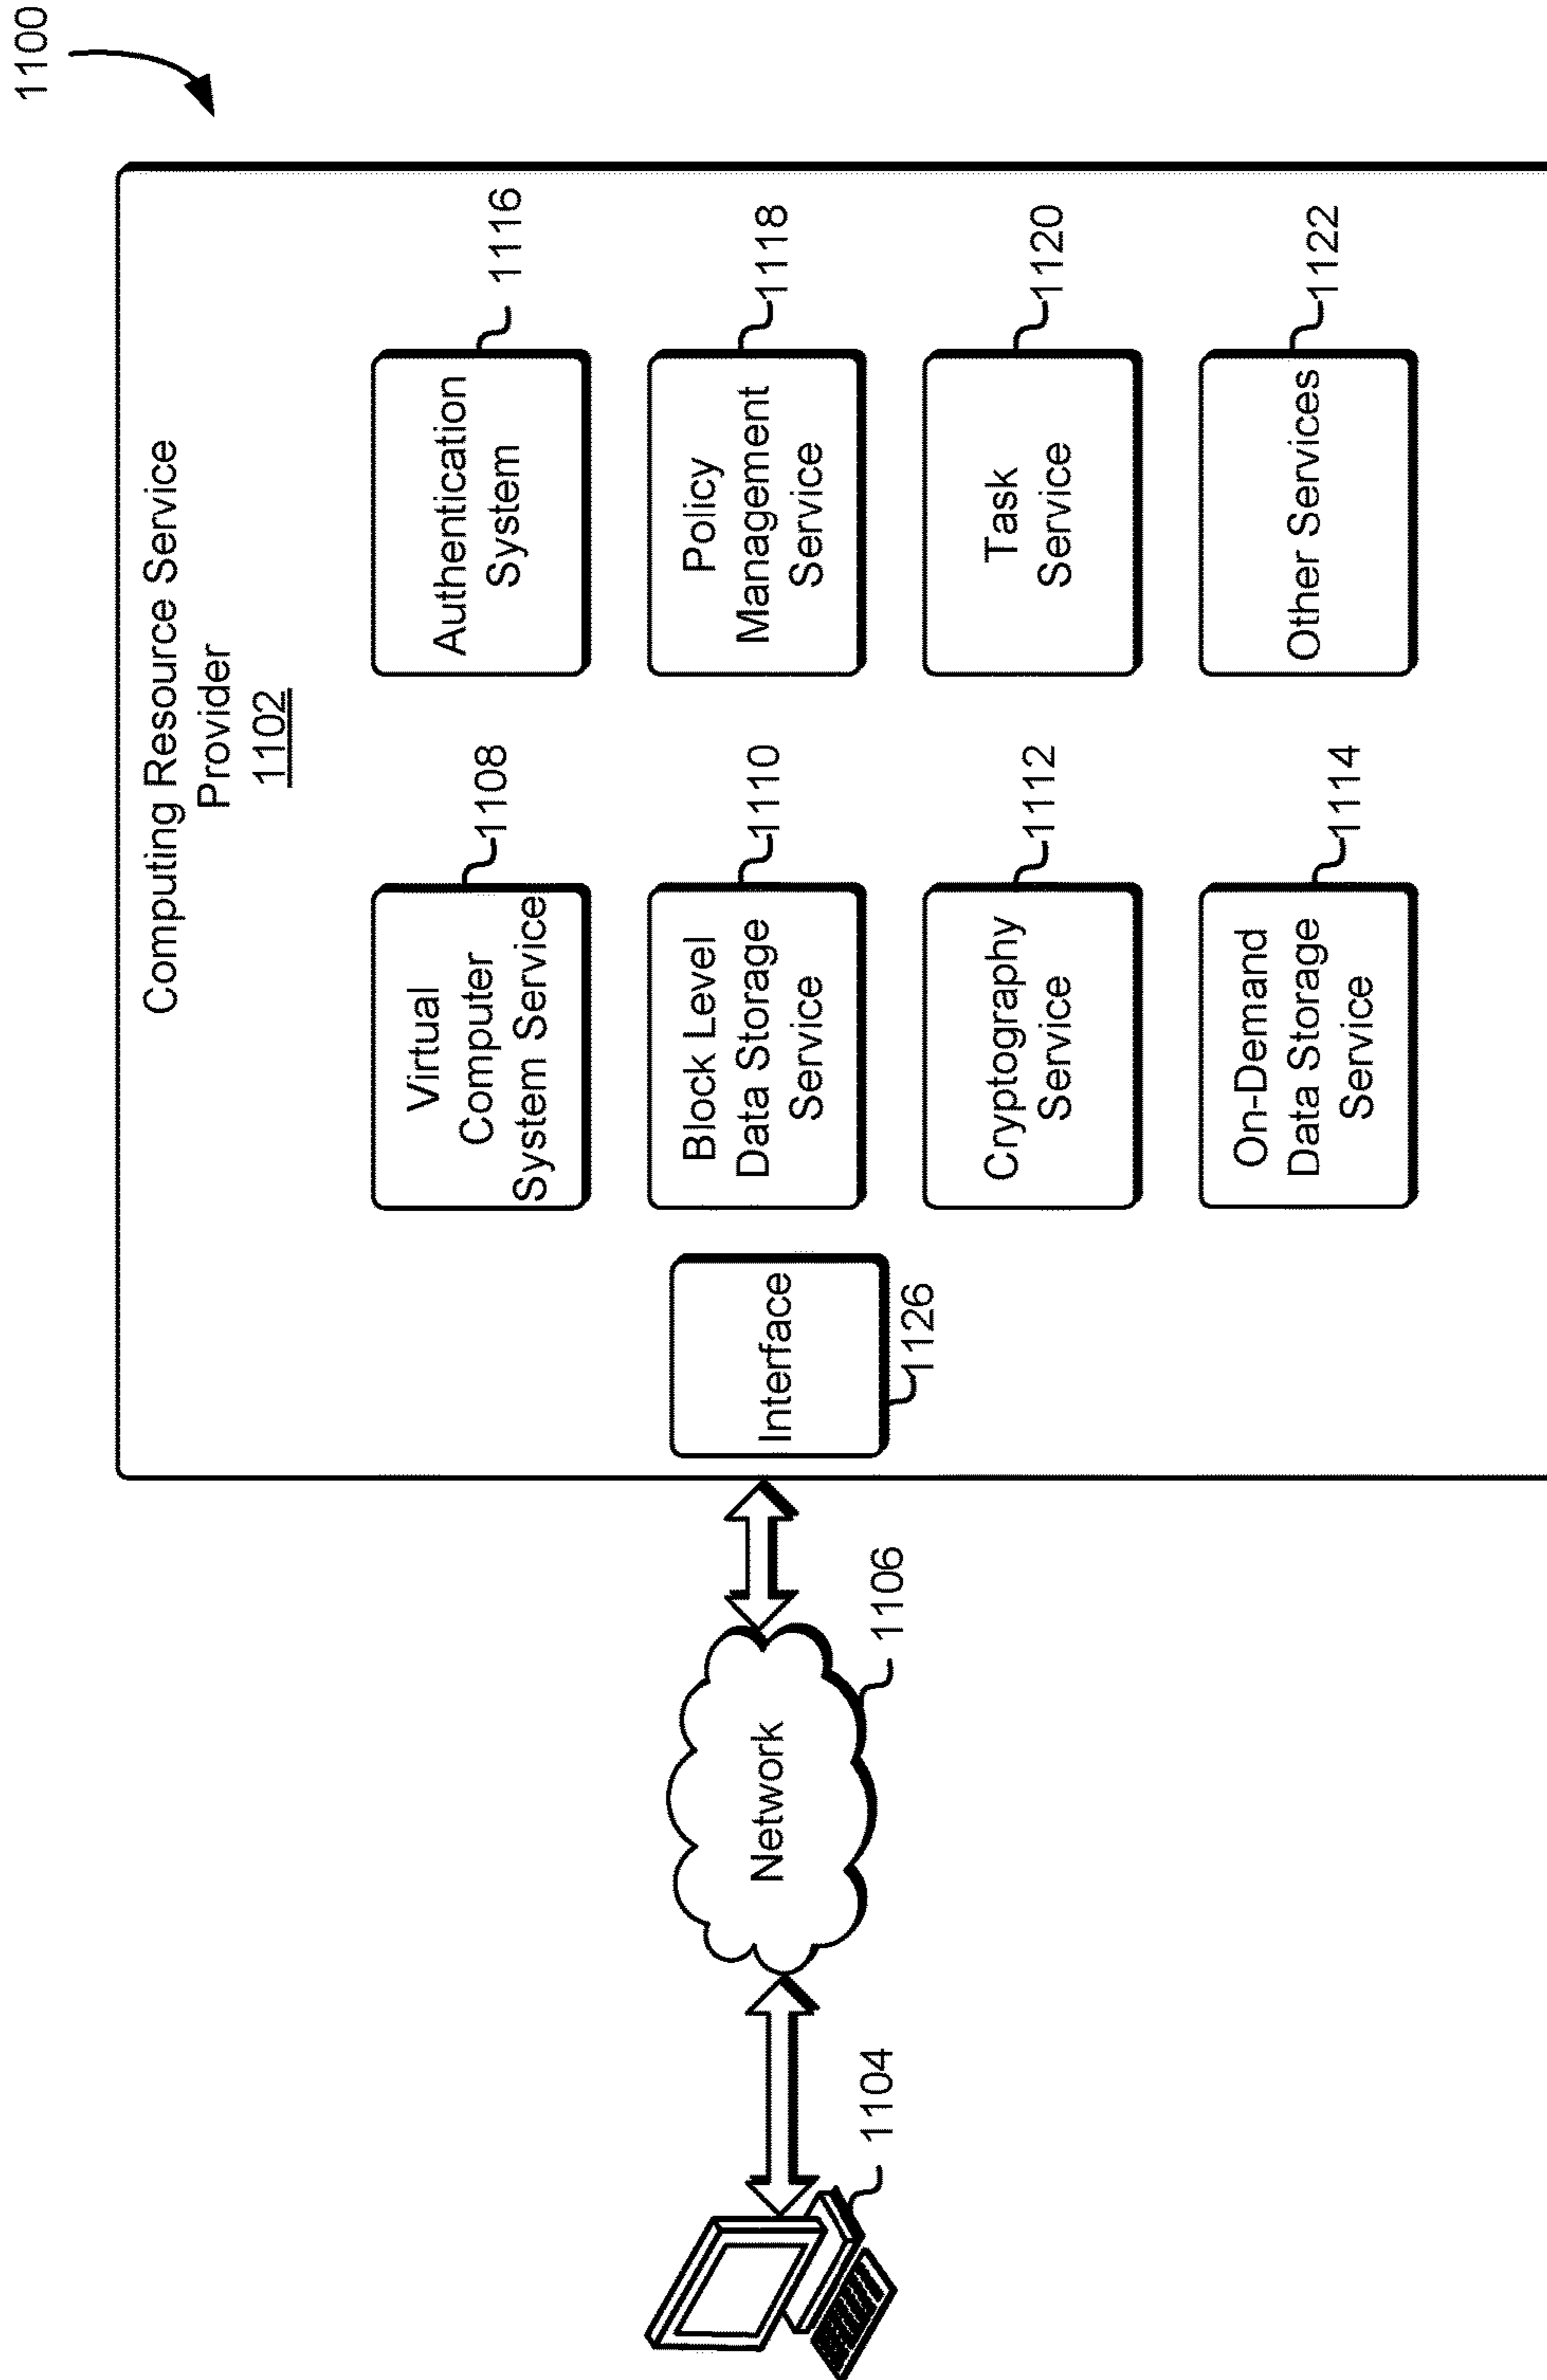 1100
Computing Resource Service
Provider
1102
Virtual
Computer
System Service
1108
Authentication
System
1116
Block Level
Data Storage
Service
1110
Policy
Management
Service
1118
Interface
1126
Network
1106
1104
Cryptography
Service
1112
Task
Service
1120
On-Demand
Data Storage
Service
1114
Other Services
1122